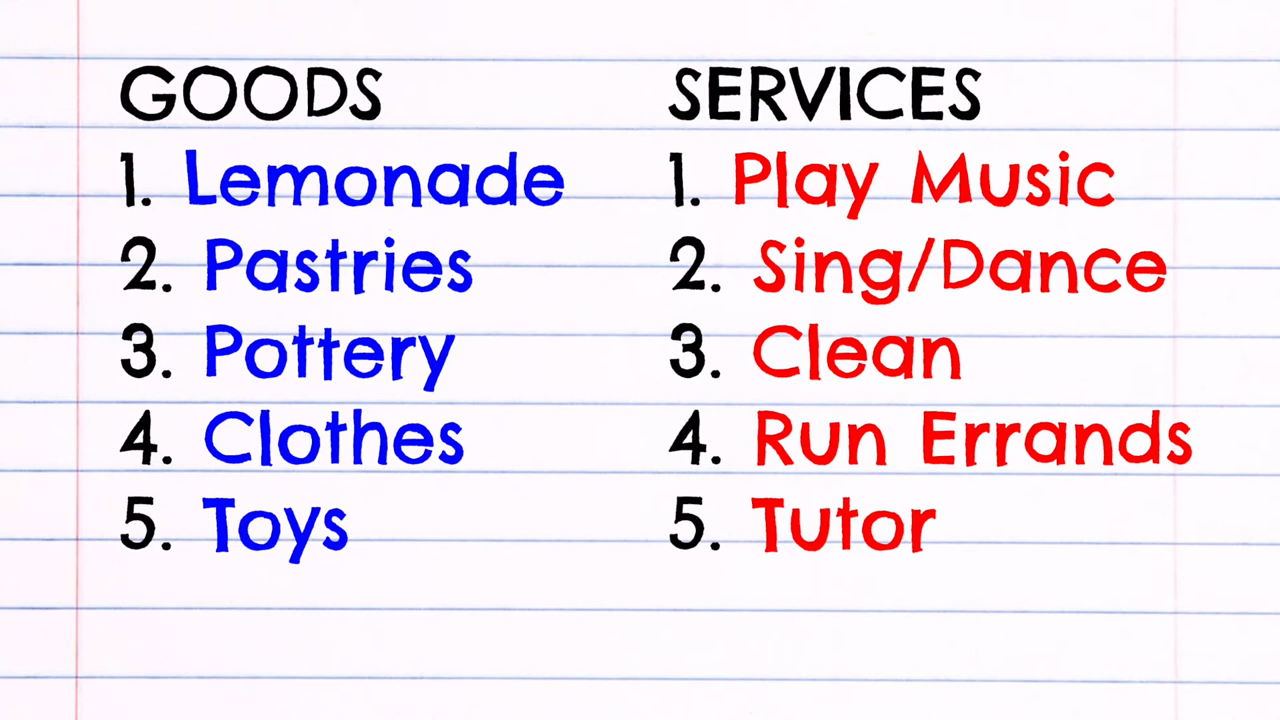 GOODS
1. Lemonade
2. Pastries
3. Pottery
4. Clothes
5. Toys
SERVICES
1. Play Music
2. Sing/Dance
3. Clean
4. Run Errands
5. Tutor